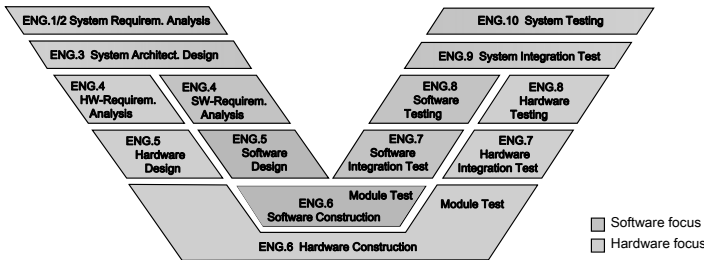 ENG.1/2 System Requirem. Analysis
ENG.10 System Testing
ENG.3 System Architect. Design
ENG.9 System Integration Test
ENG.4
HW-Requirem.
Analysis
ENG.4
SW-Requirem.
Analysis
ENG.8
Software
Testing
ENG.8
Hardware
Testing
ENG.5
Hardware
Design
ENG.5
Software
Design
ENG.7
Software
Integration Test
ENG.7
Hardware
Integration Test
Module Test
ENG.6
Software Construction
Module Test
ENG.6 Hardware Construction
Software focus
Hardware focus